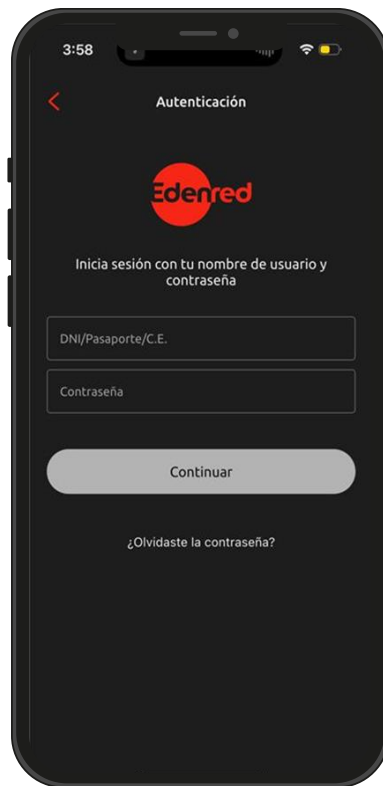 3:58
Autenticación
Edenred
Inicia sesión con tu nombre de usuario y
contraseña
DNI/Pasaporte/C.E.
Contraseña
Continuar
¿Olvidaste la contraseña?